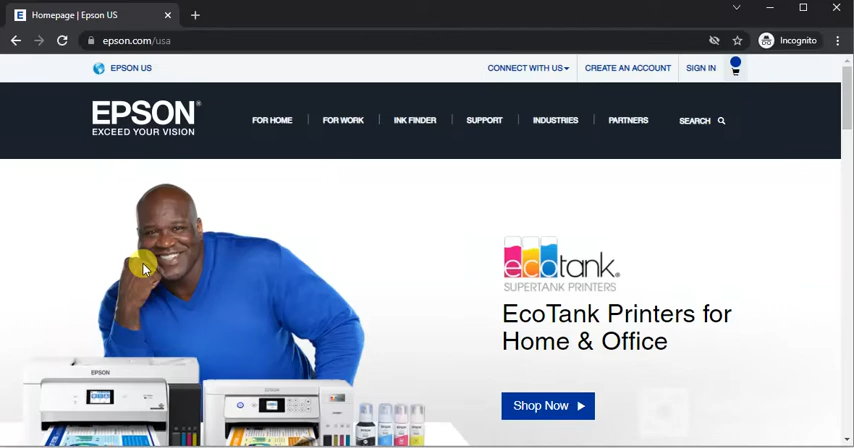 Homepage | Epson US
epson.com/usa
Incognito
EPSON US
CONNECT WITH US
CREATE AN ACCOUNT
SIGN IN
EPSON®
EXCEED YOUR VISION
FOR HOME
FOR WORK
INK FINDER
SUPPORT
INDUSTRIES
PARTNERS
SEARCH
ecotank.
SUPERTANK PRINTERS
EcoTank Printers for
Home & Office
Shop Now
EPSON